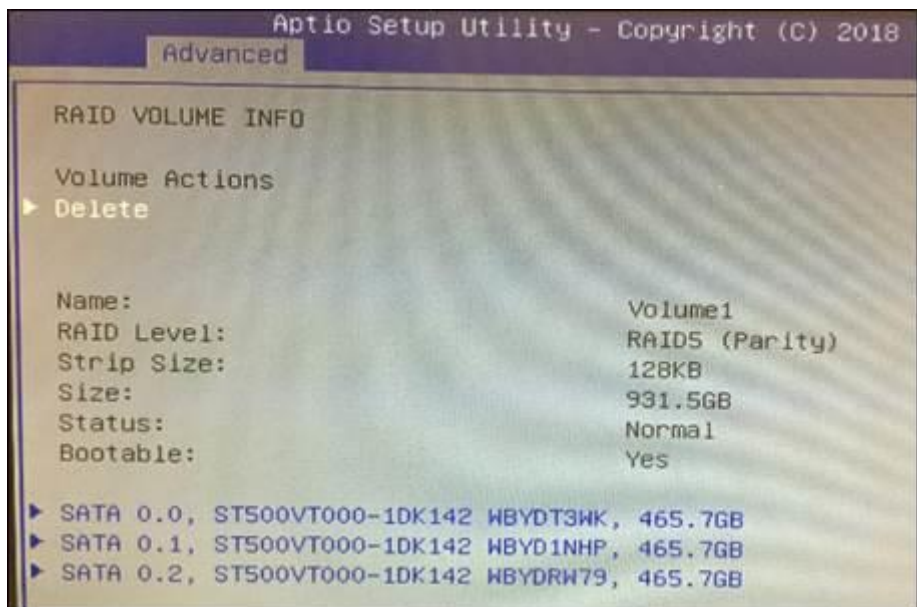 Aptio Setup Utility - Copyright (C) 2018
Advanced
RAID VOLUME INFO
Volume Actions
Delete
Name: Volume1
RAID Level: RAID5 (Parity)
Strip Size: 128KB
Size: 931.5GB
Status: Normal
Bootable: Yes
SATA 0.0, ST500VT000-1DK142 WBYDT3WK, 465.7GB
SATA 0.1, ST500VT000-1DK142 WBYD1NHP, 465.7GB
SATA 0.2, ST500VT000-1DK142 WBYDRW79, 465.7GB